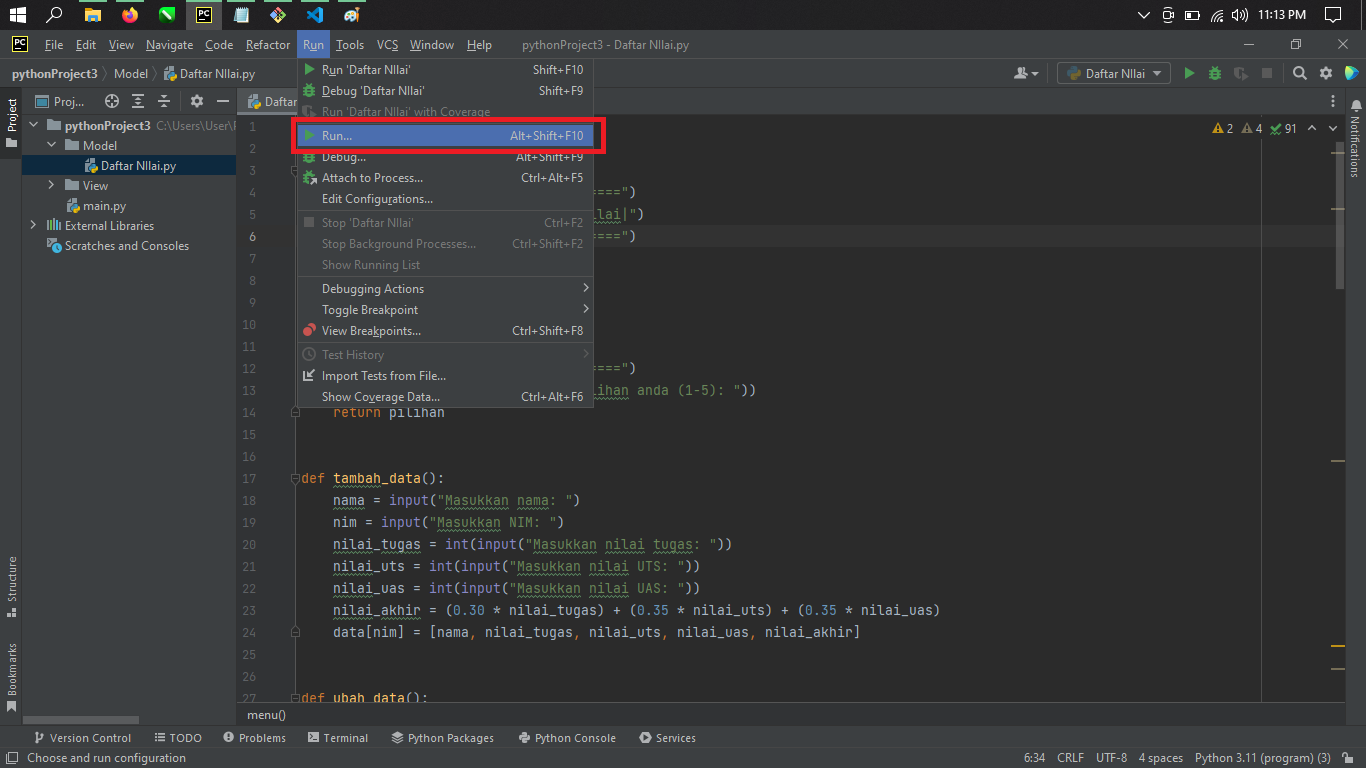 11:13 PM
File Edit View Navigate Code Refactor Run Tools VCS Window Help pythonProject3 - Daftar NIlai.py
pythonProject3 Model Daftar NIlai.py Daftar NIlai
Project
Structure
Bookmarks
Notifications
Proj...
pythonProject3 C:\Users\User\
Model
Daftar NIlai.py
View
main.py
External Libraries
Scratches and Consoles
Daftar
Run 'Daftar NIlai' Shift+F10
Debug 'Daftar NIlai' Shift+F9
Run 'Daftar NIlai' with Coverage
Run... Alt+Shift+F10
Debug... Alt+Shift+F9
Attach to Process... Ctrl+Alt+F5
Edit Configurations...
Stop 'Daftar NIlai' Ctrl+F2
Stop Background Processes... Ctrl+Shift+F2
Show Running List
Debugging Actions
Toggle Breakpoint
View Breakpoints... Ctrl+Shift+F8
Test History
Import Tests from File...
Show Coverage Data... Ctrl+Alt+F6
2 4 91
1
2
3
4 ====")
5 ilai|")
6 ====")
7
8
9
10
11
12 ====")
13 lihan anda (1-5): "))
14 return pilihan
15
16
17 def tambah_data():
18 nama = input("Masukkan nama: ")
19 nim = input("Masukkan NIM: ")
20 nilai_tugas = int(input("Masukkan nilai tugas: "))
21 nilai_uts = int(input("Masukkan nilai UTS: "))
22 nilai_uas = int(input("Masukkan nilai UAS: "))
23 nilai_akhir = (0.30 * nilai_tugas) + (0.35 * nilai_uts) + (0.35 * nilai_uas)
24 data[nim] = [nama, nilai_tugas, nilai_uts, nilai_uas, nilai_akhir]
25
26
27 def ubah_data():
menu()
Version Control TODO Problems Terminal Python Packages Python Console Services
Choose and run configuration 6:34 CRLF UTF-8 4 spaces Python 3.11 (program) (3)